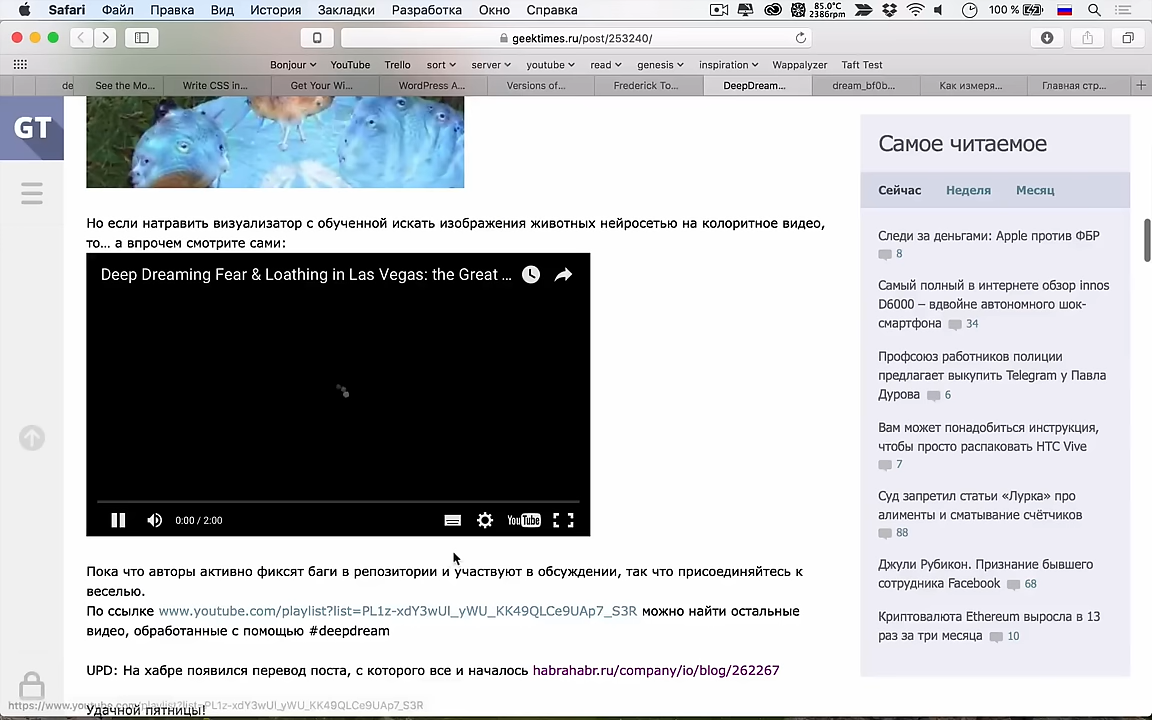 Safari Файл Правка Вид История Закладки Разработка Окно Справка 85.0°C 2386rpm 100 %
geektimes.ru/post/253240/
Bonjour YouTube Trello sort server youtube read genesis inspiration Wappalyzer Taft Test
de See the Mo... Write CSS in... Get Your Wi... WordPress A... Versions of... Frederick To... DeepDream... dream_bf0b... Как измеря... Главная стр...
GT
Но если натравить визуализатор с обученной искать изображения животных нейросетью на колоритное видео,
то... а впрочем смотрите сами:
Deep Dreaming Fear & Loathing in Las Vegas: the Great ...
0:00 / 2:00
YouTube
Пока что авторы активно фиксят баги в репозитории и участвуют в обсуждении, так что присоединяйтесь к
веселью.
По ссылке www.youtube.com/playlist?list=PL1z-xdY3wUI_yWU_KK49QLCe9UAp7_S3R можно найти остальные
видео, обработанные с помощью #deepdream
UPD: На хабре появился перевод поста, с которого все и началось habrahabr.ru/company/io/blog/262267
Удачной пятницы!
https://www.youtube.com/playlist?list=PL1z-xdY3wUI_yWU_KK49QLCe9UAp7_S3R
Самое читаемое
Сейчас Неделя Месяц
Следи за деньгами: Apple против ФБР
8
Самый полный в интернете обзор innos
D6000 – вдвойне автономного шок-
смартфона 34
Профсоюз работников полиции
предлагает выкупить Telegram у Павла
Дурова 6
Вам может понадобиться инструкция,
чтобы просто распаковать HTC Vive
7
Суд запретил статьи «Лурка» про
алименты и сматывание счётчиков
88
Джули Рубикон. Признание бывшего
сотрудника Facebook 68
Криптовалюта Ethereum выросла в 13
раз за три месяца 10